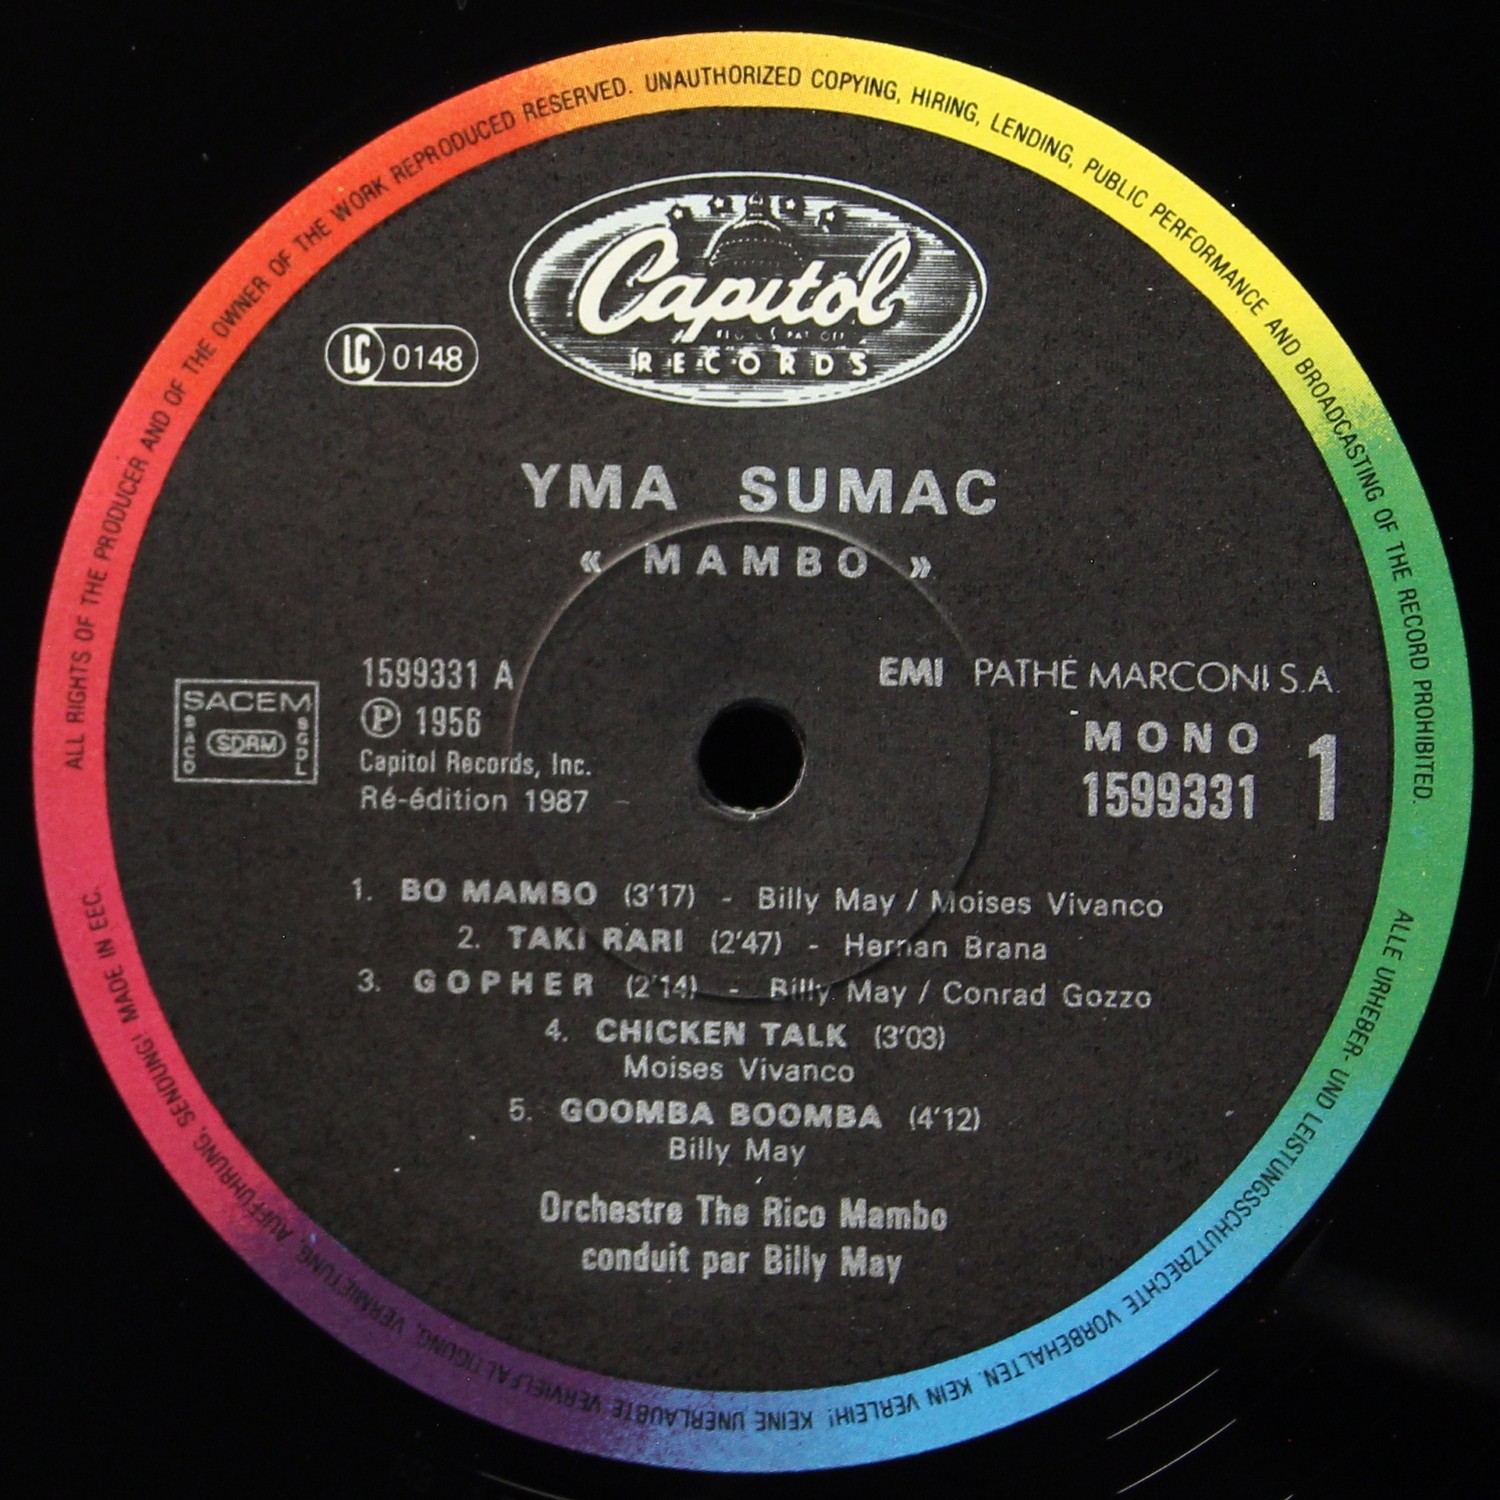 ALL RIGHTS OF THE PRODUCER AND OF THE OWNER OF THE WORK REPRODUCED RESERVED. UNAUTHORIZED COPYING, HIRING, LENDING, PUBLIC PERFORMANCE AND BROADCASTING OF THE RECORD PROHIBITED.
Capitol
RECORDS
LC 0148
YMA SUMAC
« MAMBO »
1599331 A
℗ 1956
Capitol Records, Inc.
Ré-édition 1987
SACEM
SACD
SDRM
SGDL
EMI PATHÉ MARCONI S.A.
MONO
1599331
1
1. BO MAMBO (3'17) - Billy May / Moises Vivanco
2. TAKI RARI (2'47) - Hernan Brana
3. GOPHER (2'14) - Billy May / Conrad Gozzo
4. CHICKEN TALK (3'03)
Moises Vivanco
5. GOOMBA BOOMBA (4'12)
Billy May
Orchestre The Rico Mambo
conduit par Billy May
ALLE URHEBER- UND LEISTUNGSSCHUTZRECHTE VORBEHALTEN. KEIN VERLEIH! KEINE UNERLAUBTE VERVIELFALTIGUNG, VERMIETUNG, AUFFUHRUNG, SENDUNG! MADE IN EEC.